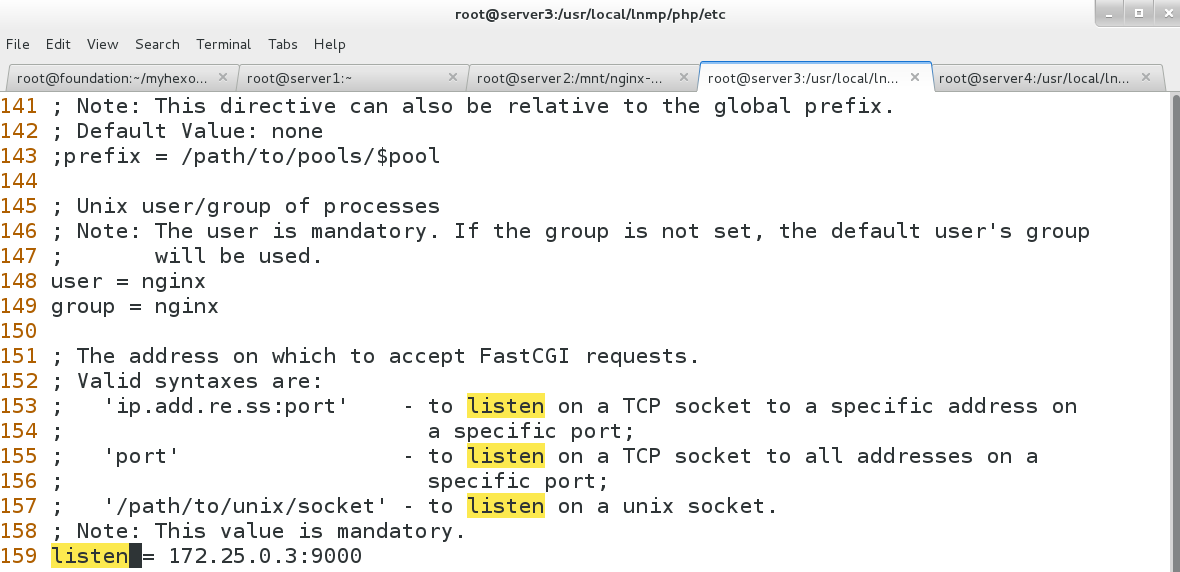 root@server3:/usr/local/lnmp/php/etc
File Edit View Search Terminal Tabs Help
root@foundation:~/myhexo... root@server1:~ root@server2:/mnt/nginx-... root@server3:/usr/local/ln... root@server4:/usr/local/ln...
141 ; Note: This directive can also be relative to the global prefix.
142 ; Default Value: none
143 ;prefix = /path/to/pools/$pool
144
145 ; Unix user/group of processes
146 ; Note: The user is mandatory. If the group is not set, the default user's group
147 ;       will be used.
148 user = nginx
149 group = nginx
150
151 ; The address on which to accept FastCGI requests.
152 ; Valid syntaxes are:
153 ;   'ip.add.re.ss:port'    - to listen on a TCP socket to a specific address on
154 ;                            a specific port;
155 ;   'port'                 - to listen on a TCP socket to all addresses on a
156 ;                            specific port;
157 ;   '/path/to/unix/socket' - to listen on a unix socket.
158 ; Note: This value is mandatory.
159 listen = 172.25.0.3:9000